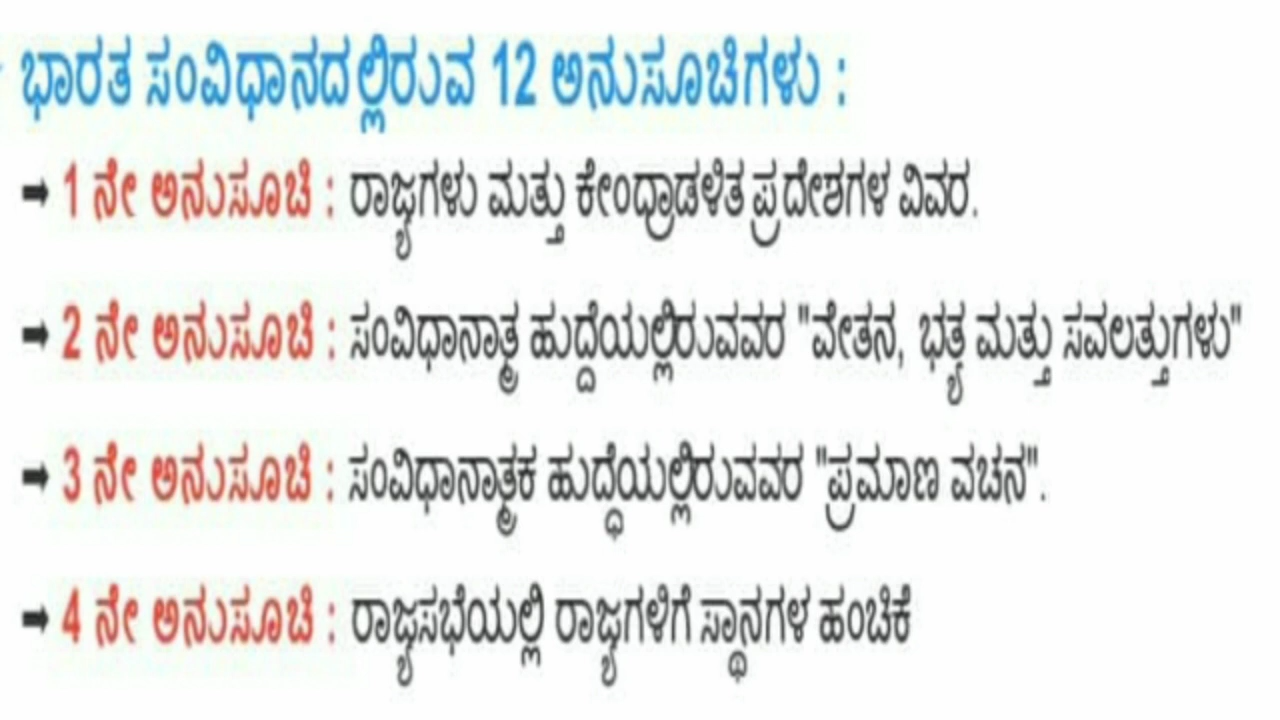 ಭಾರತ ಸಂವಿಧಾನದಲ್ಲಿರುವ 12 ಅನುಸೂಚಿಗಳು :
➡ 1 ನೇ ಅನುಸೂಚಿ : ರಾಜ್ಯಗಳು ಮತ್ತು ಕೇಂದ್ರಾಡಳಿತ ಪ್ರದೇಶಗಳ ವಿವರ.
➡ 2 ನೇ ಅನುಸೂಚಿ : ಸಂವಿಧಾನಾತ್ಮ ಹುದ್ದೆಯಲ್ಲಿರುವವರ "ವೇತನ, ಭತ್ಯ ಮತ್ತು ಸವಲತ್ತುಗಳು"
➡ 3 ನೇ ಅನುಸೂಚಿ : ಸಂವಿಧಾನಾತ್ಮಕ ಹುದ್ಧೆಯಲ್ಲಿರುವವರ "ಪ್ರಮಾಣ ವಚನ".
➡ 4 ನೇ ಅನುಸೂಚಿ : ರಾಜ್ಯಸಭೆಯಲ್ಲಿ ರಾಜ್ಯಗಳಿಗೆ ಸ್ಥಾನಗಳ ಹಂಚಿಕೆ